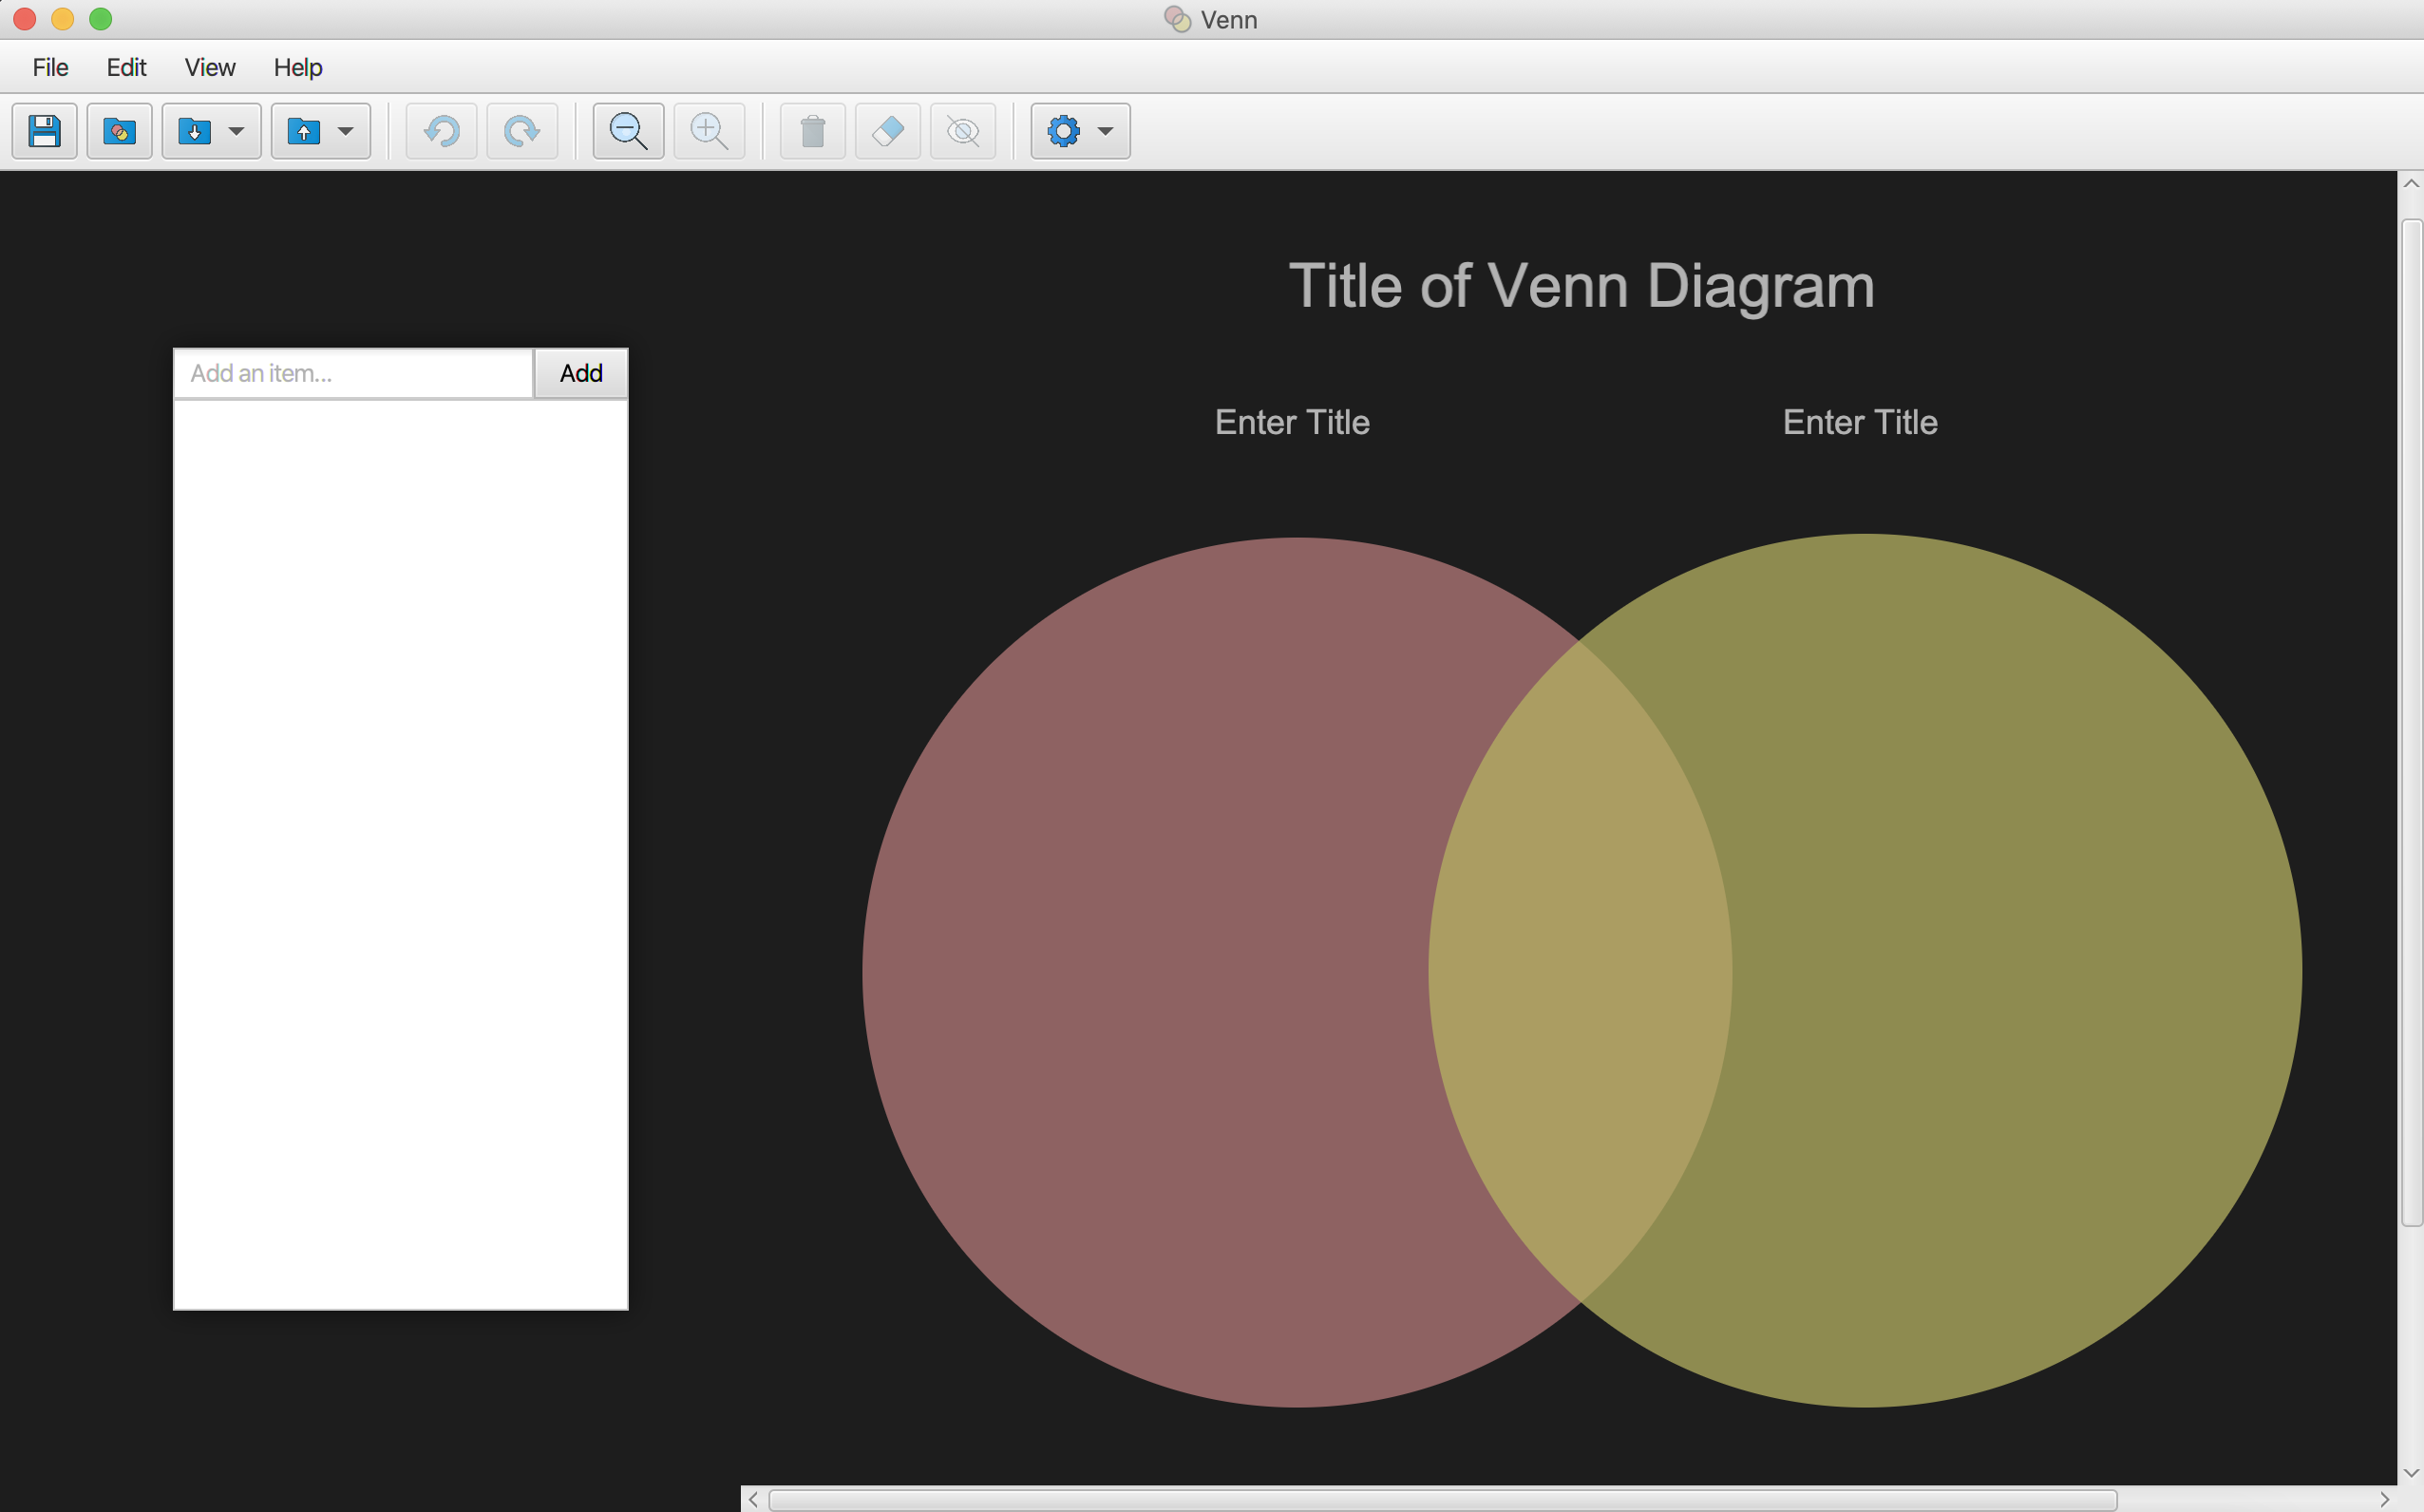 Venn
File Edit View Help
Title of Venn Diagram
Add an item... Add
Enter Title Enter Title